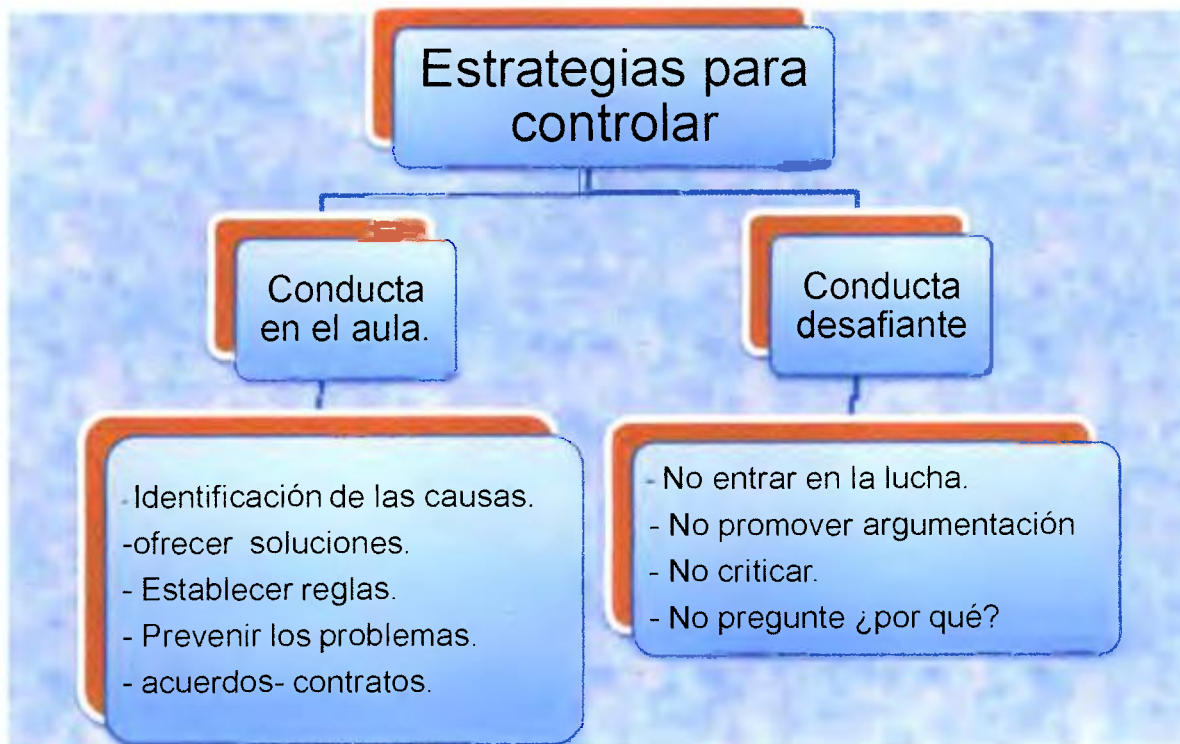 Estrategias para
controlar
Conducta
en el aula.
Conducta
desafiante
- Identificación de las causas.
-ofrecer soluciones.
- Establecer reglas.
- Prevenir los problemas.
- acuerdos- contratos.
- No entrar en la lucha.
- No promover argumentación
- No criticar.
- No pregunte ¿por qué?